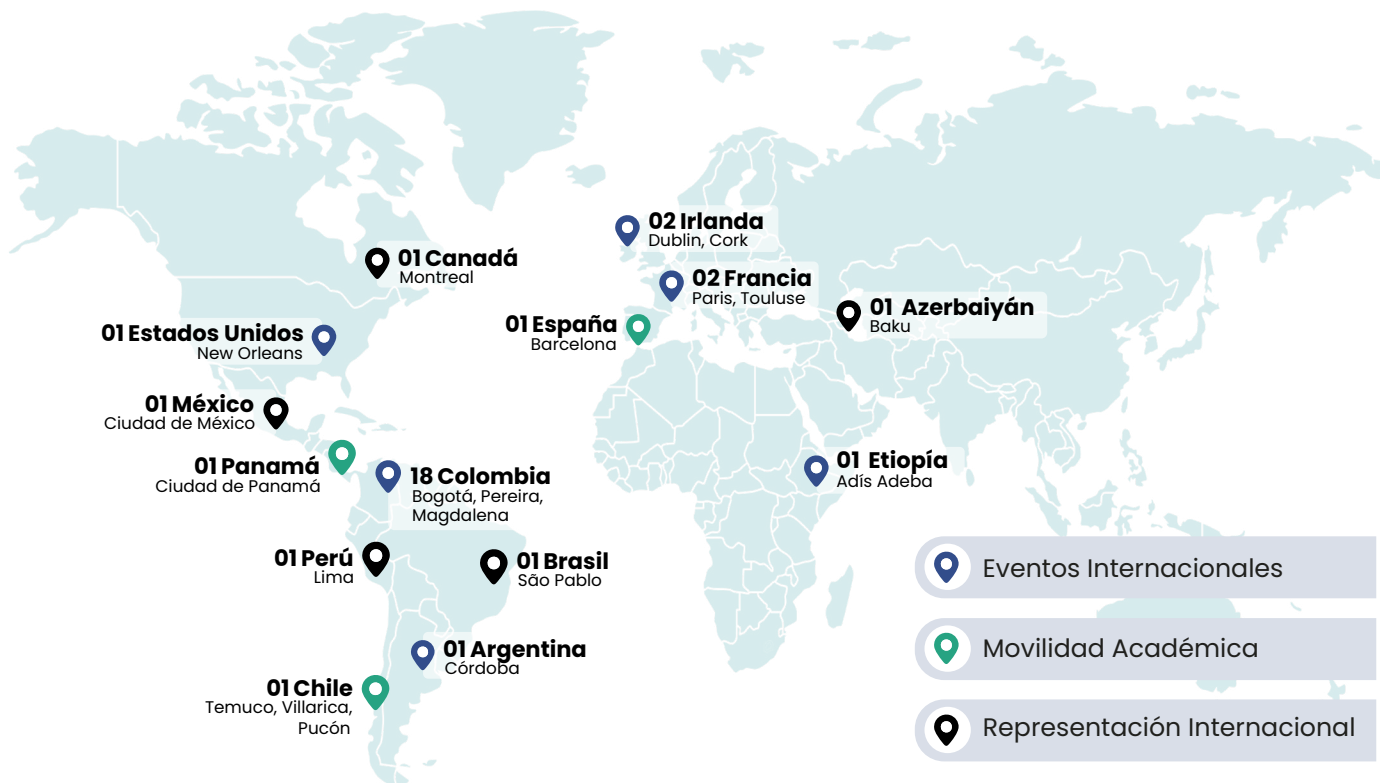 02 Irlanda
Dublin, Cork
01 Canadá
Montreal
02 Francia
Paris, Touluse
01 Azerbaiyán
Baku
01 España
Barcelona
01 Estados Unidos
New Orleans
01 México
Ciudad de México
01 Panamá
Ciudad de Panamá
18 Colombia
Bogotá, Pereira,
Magdalena
01 Etiopía
Adís Adeba
01 Perú
Lima
01 Brasil
São Pablo
01 Argentina
Córdoba
01 Chile
Temuco, Villarica,
Pucón
Eventos Internacionales
Movilidad Académica
Representación Internacional